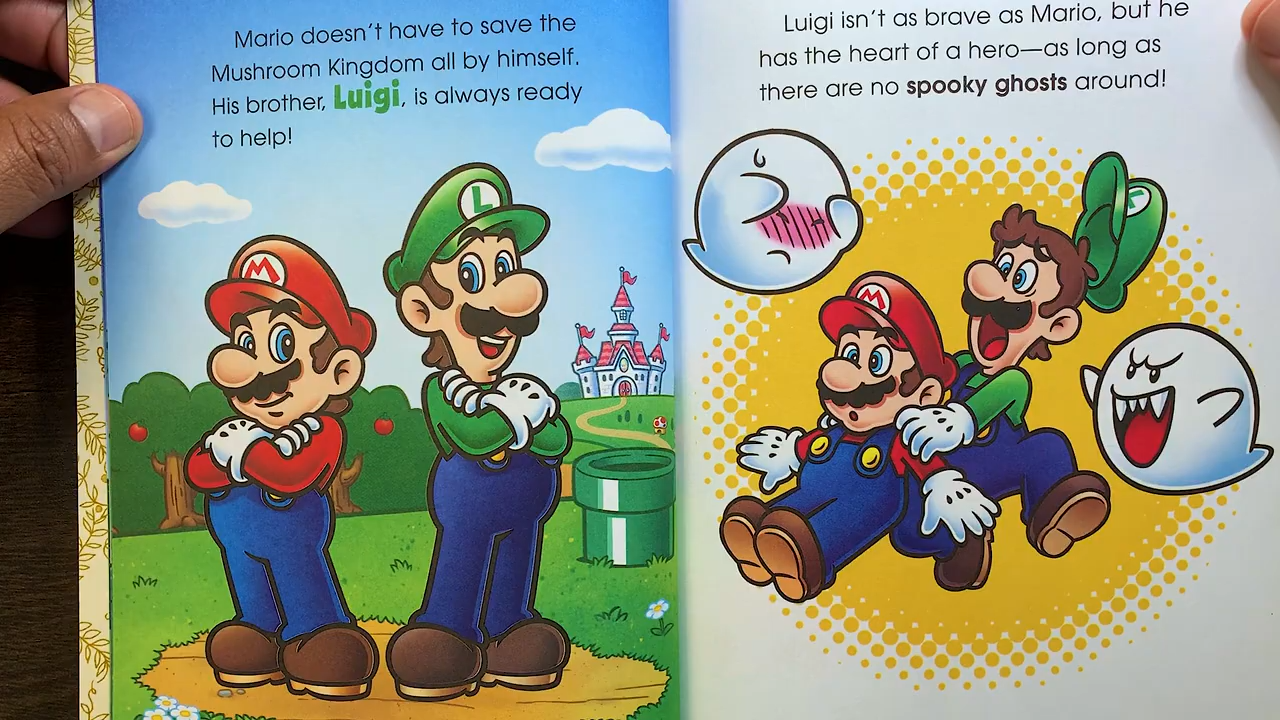 Mario doesn't have to save the
Mushroom Kingdom all by himself.
His brother, Luigi, is always ready
to help!
M
L
Luigi isn't as brave as Mario, but he
has the heart of a hero—as long as
there are no spooky ghosts around!
M
L